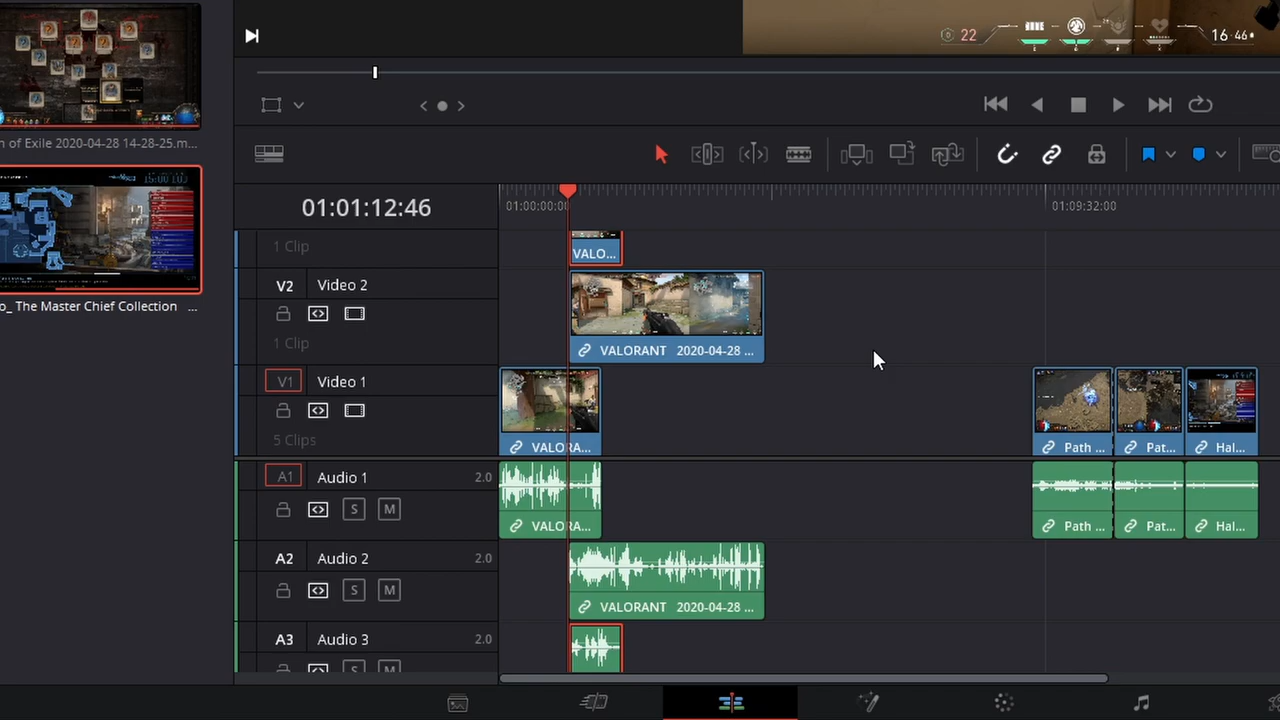 22
16 46
n of Exile 2020-04-28 14-28-25.m...
01:01:12:46
01:00:00:0
01:09:32:00
1 Clip
VALO...
V2 Video 2
1 Clip
VALORANT 2020-04-28 ...
o_ The Master Chief Collection ...
V1 Video 1
5 Clips
VALORA...
Path ...
Pat...
Hal...
A1 Audio 1 2.0
S M
VALORA...
Path ...
Pat...
Hal...
A2 Audio 2 2.0
S M
VALORANT 2020-04-28 ...
A3 Audio 3 2.0
S M